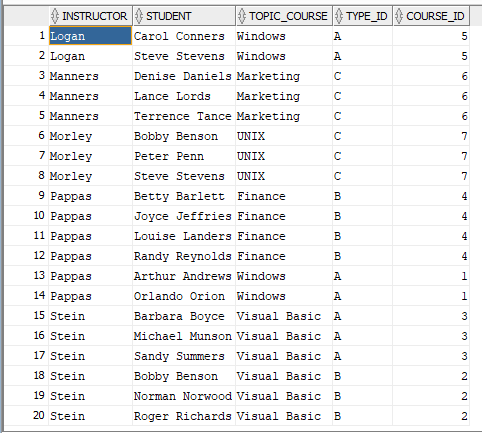 INSTRUCTOR STUDENT TOPIC_COURSE TYPE_ID COURSE_ID
1 Logan Carol Conners Windows A 5
2 Logan Steve Stevens Windows A 5
3 Manners Denise Daniels Marketing C 6
4 Manners Lance Lords Marketing C 6
5 Manners Terrence Tance Marketing C 6
6 Morley Bobby Benson UNIX C 7
7 Morley Peter Penn UNIX C 7
8 Morley Steve Stevens UNIX C 7
9 Pappas Betty Barlett Finance B 4
10 Pappas Joyce Jeffries Finance B 4
11 Pappas Louise Landers Finance B 4
12 Pappas Randy Reynolds Finance B 4
13 Pappas Arthur Andrews Windows A 1
14 Pappas Orlando Orion Windows A 1
15 Stein Barbara Boyce Visual Basic A 3
16 Stein Michael Munson Visual Basic A 3
17 Stein Sandy Summers Visual Basic A 3
18 Stein Bobby Benson Visual Basic B 2
19 Stein Norman Norwood Visual Basic B 2
20 Stein Roger Richards Visual Basic B 2